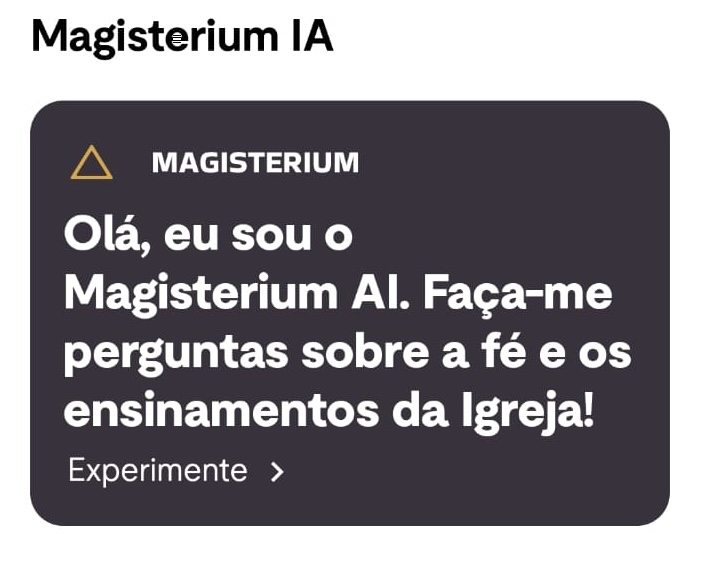 Magisterium IA
MAGISTERIUM
Olá, eu sou o
Magisterium AI. Faça-me
perguntas sobre a fé e os
ensinamentos da Igreja!
Experimente >